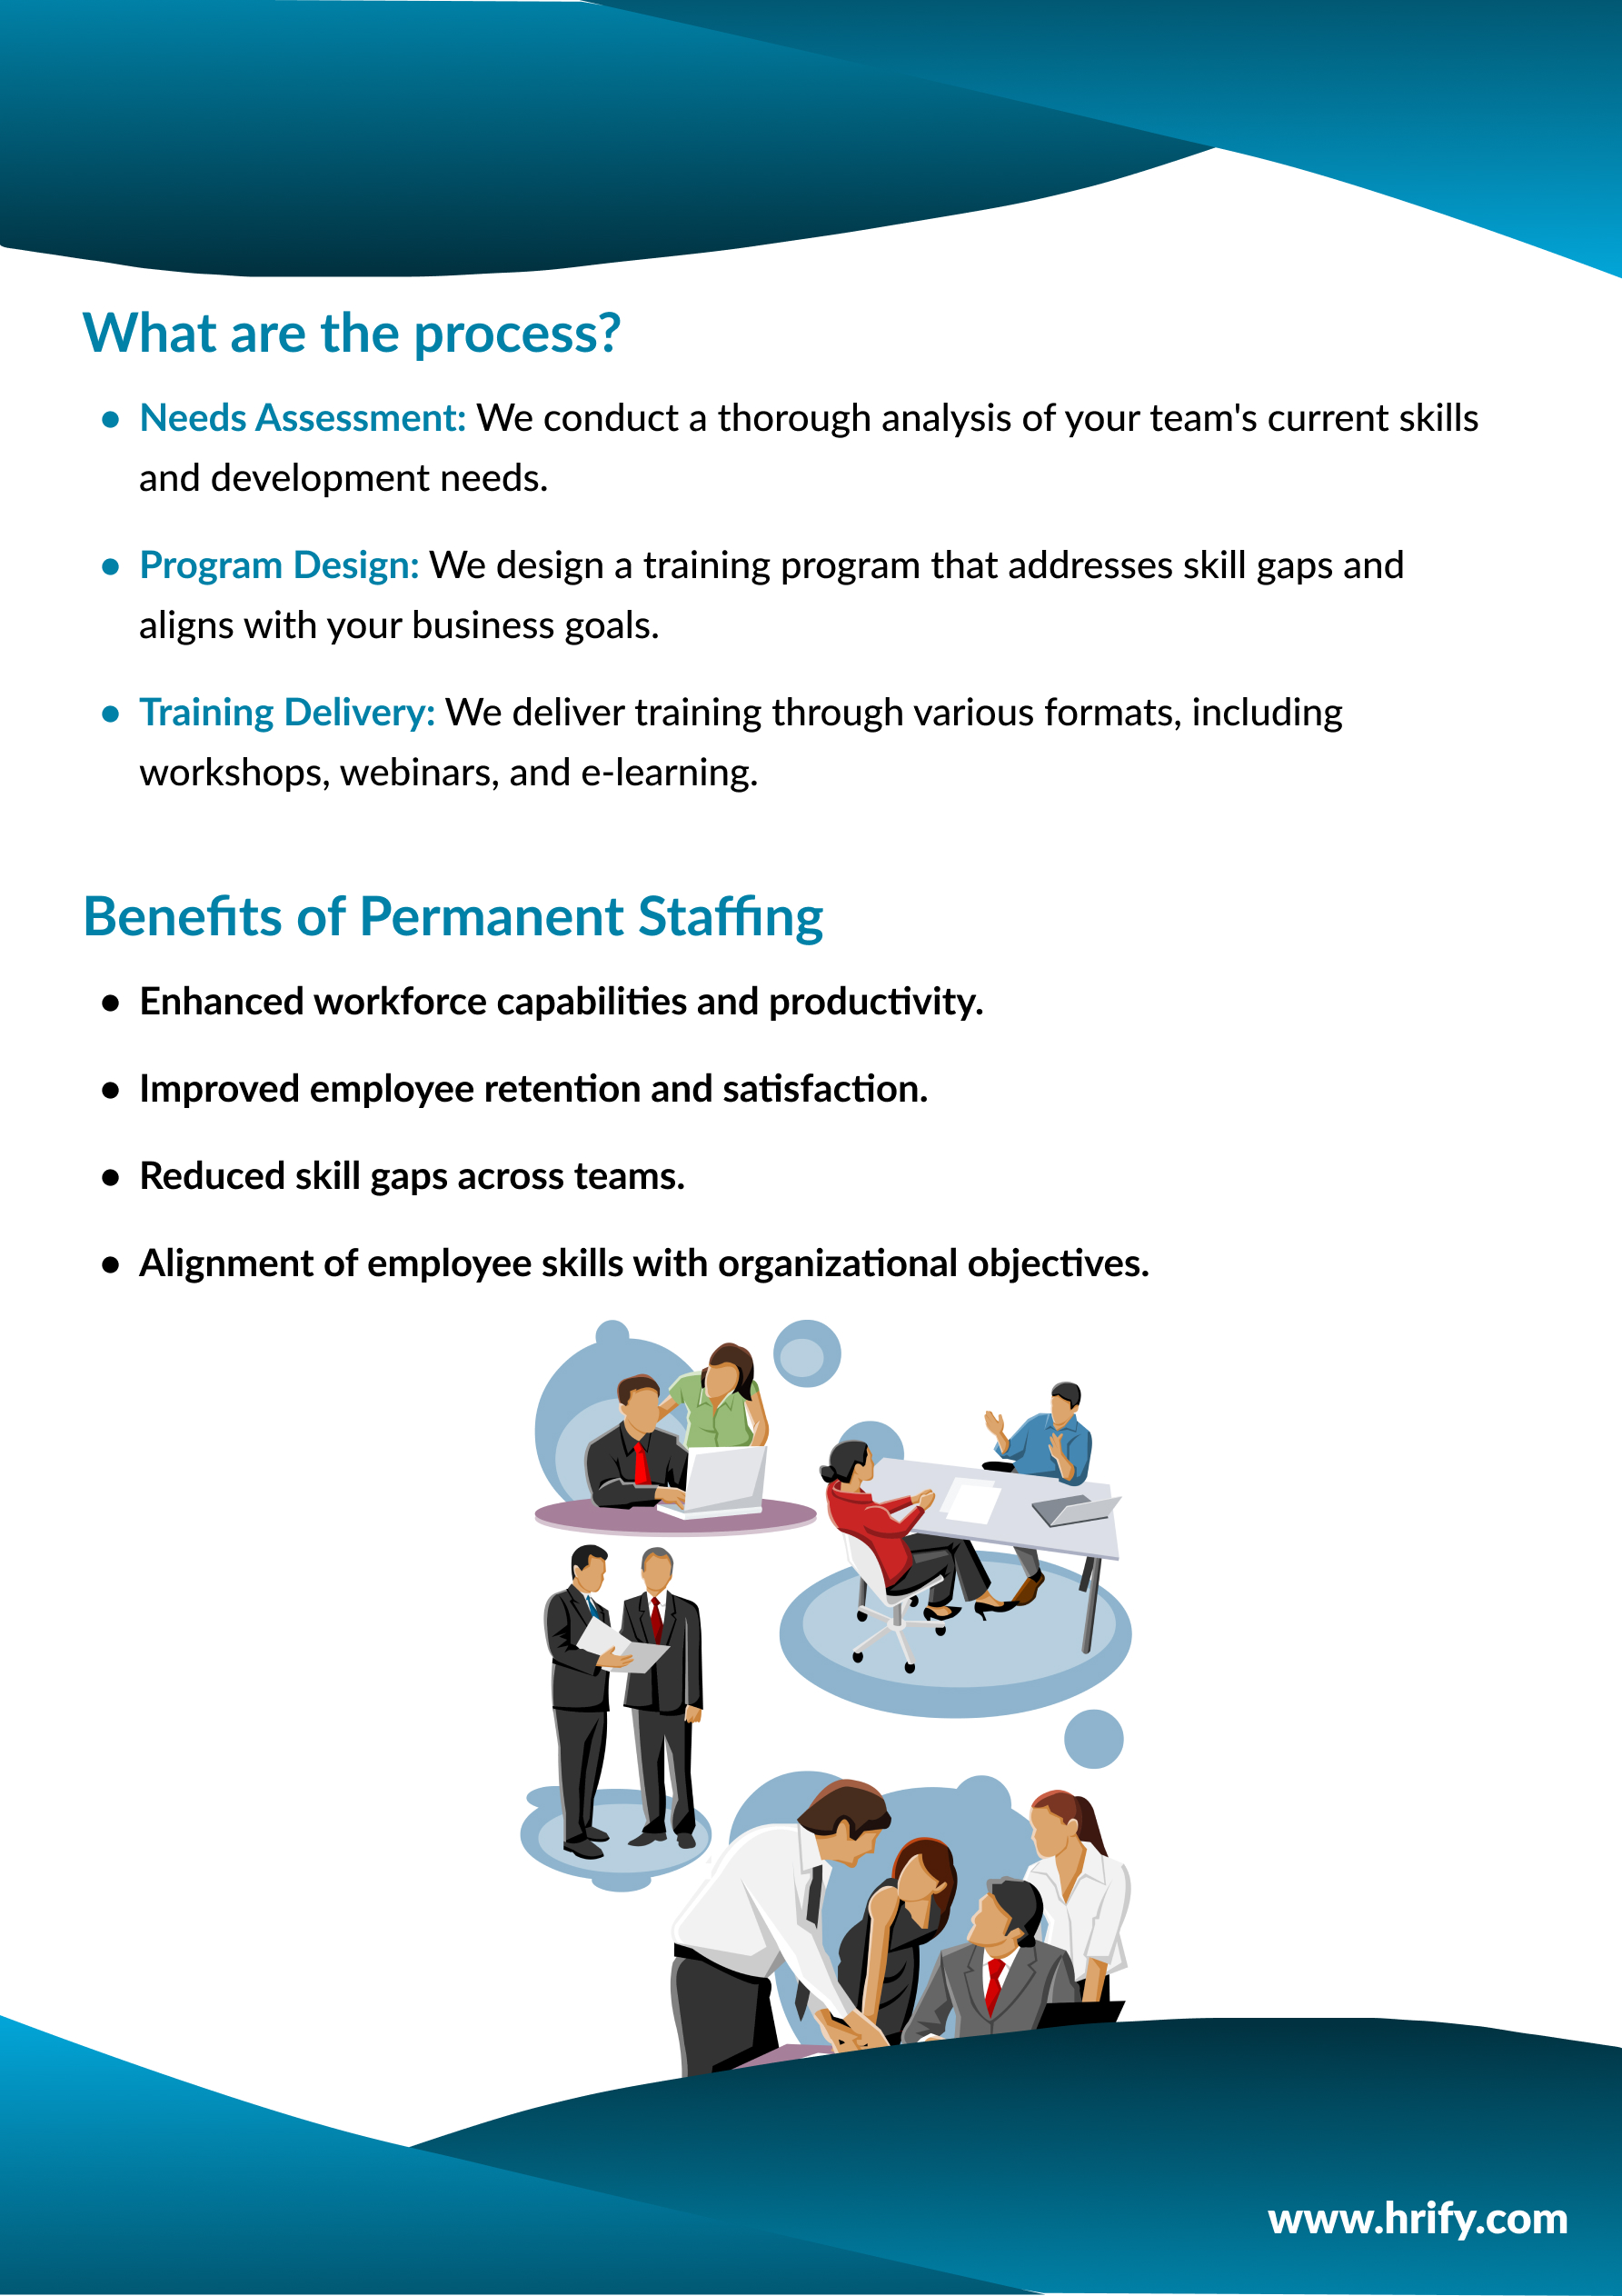 What are the process?
● Needs Assessment: We conduct a thorough analysis of your team's current skills
and development needs.
● Program Design: We design a training program that addresses skill gaps and
aligns with your business goals.
● Training Delivery: We deliver training through various formats, including
workshops, webinars, and e-learning.
Benefits of Permanent Staffing
● Enhanced workforce capabilities and productivity.
● Improved employee retention and satisfaction.
● Reduced skill gaps across teams.
● Alignment of employee skills with organizational objectives.
www.hrify.com